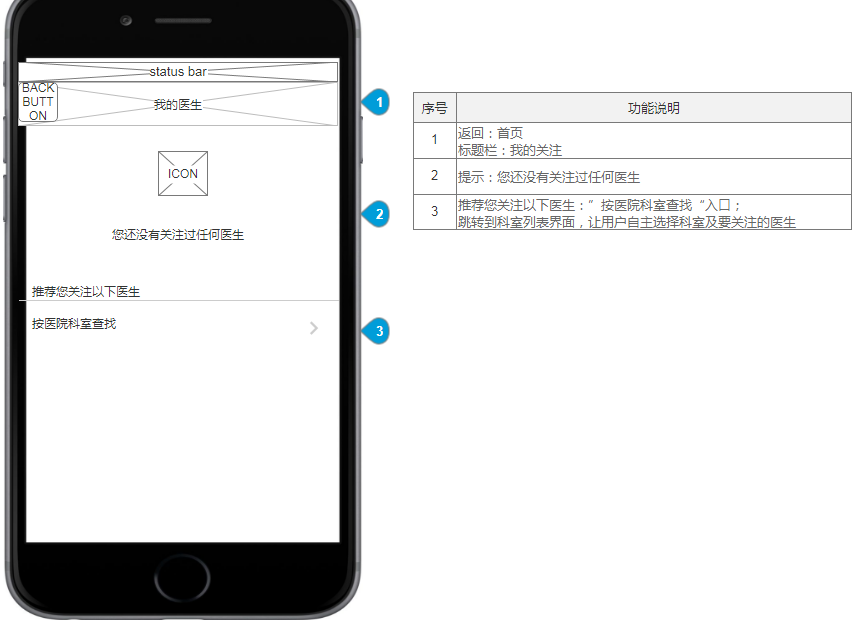 status bar
BACK
BUTT
ON
我的医生
ICON
您还没有关注过任何医生
推荐您关注以下医生
按医院科室查找
1
2
3
序号 功能说明
1 返回：首页
标题栏：我的关注
2 提示：您还没有关注过任何医生
3 推荐您关注以下医生：”按医院科室查找“入口；
跳转到科室列表界面，让用户自主选择科室及要关注的医生